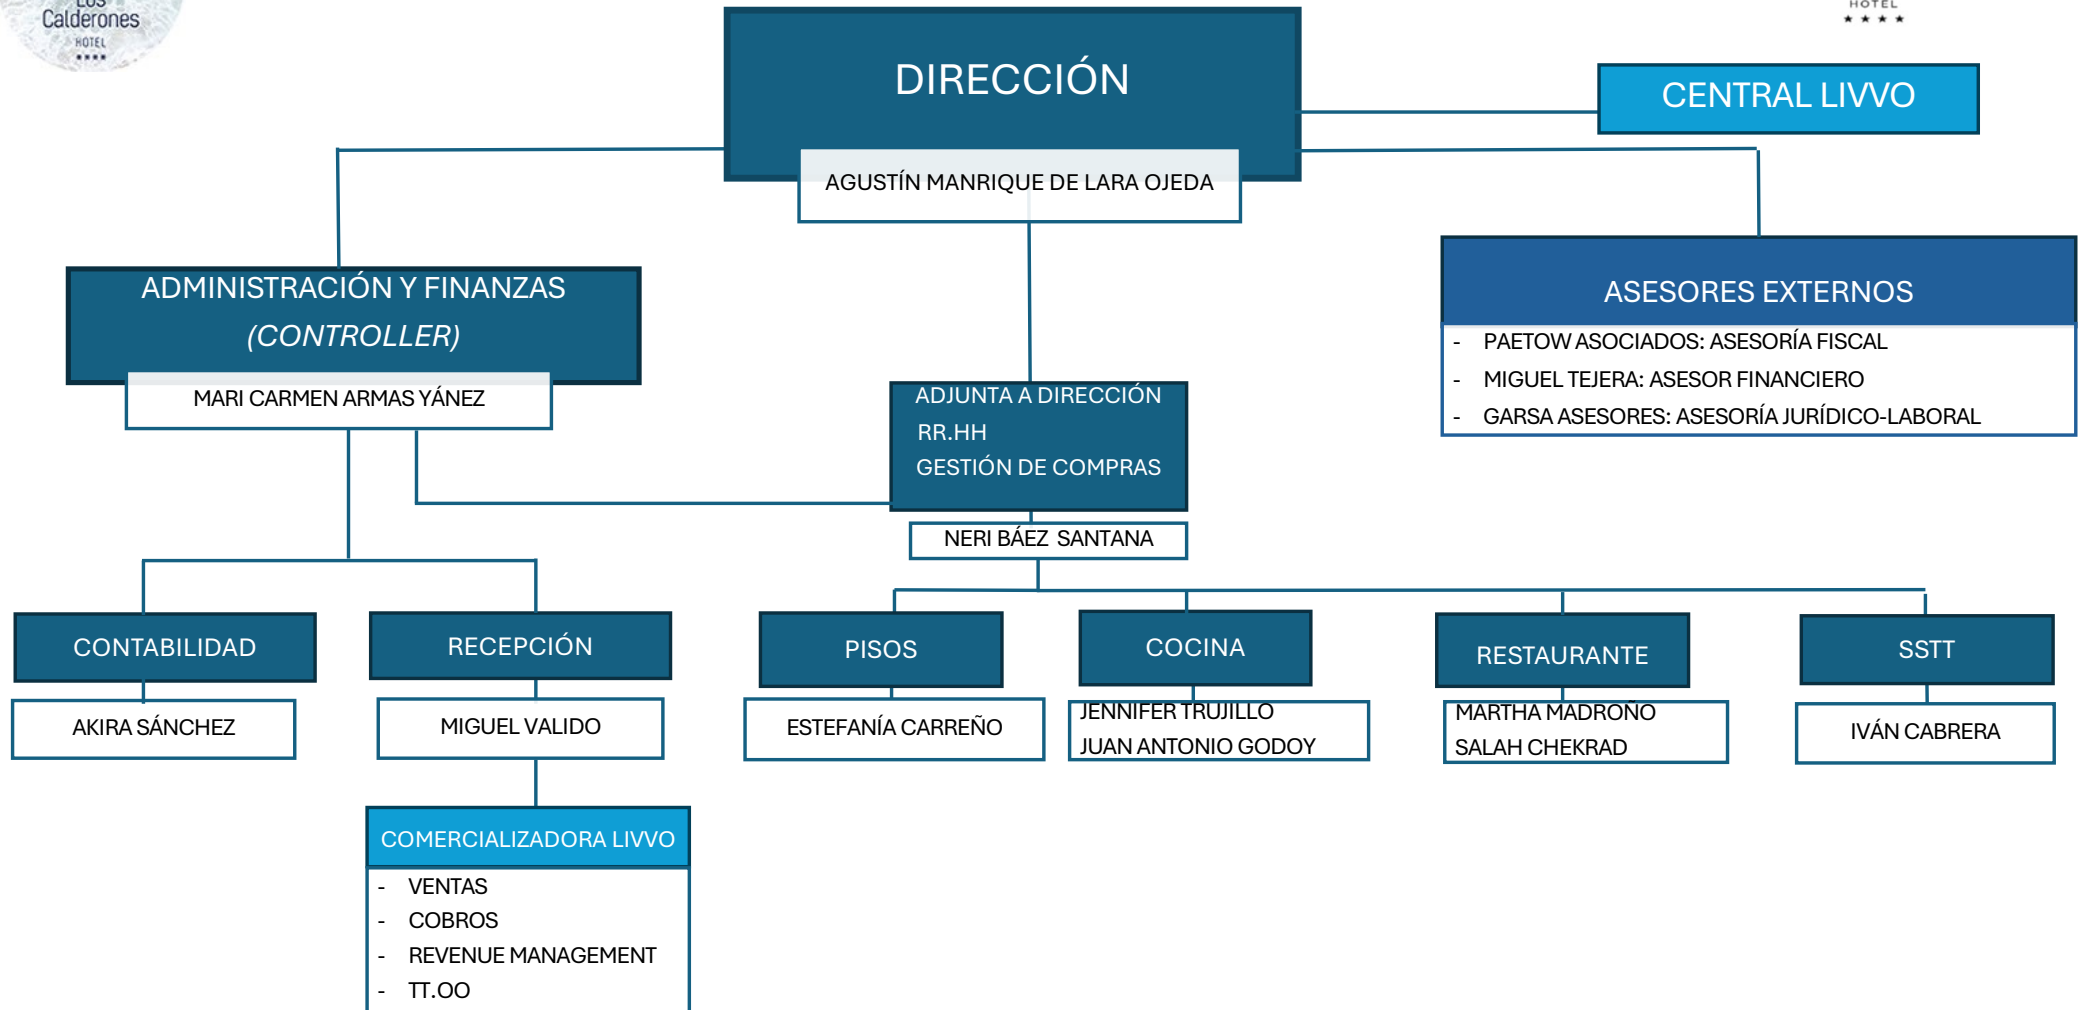 Los
Calderones
HOTEL
HOTEL
DIRECCIÓN
CENTRAL LIVVO
AGUSTÍN MANRIQUE DE LARA OJEDA
ADMINISTRACIÓN Y FINANZAS
(CONTROLLER)
MARI CARMEN ARMAS YÁNEZ
ASESORES EXTERNOS
- PAETOW ASOCIADOS: ASESORÍA FISCAL
- MIGUEL TEJERA: ASESOR FINANCIERO
- GARSA ASESORES: ASESORÍA JURÍDICO-LABORAL
ADJUNTA A DIRECCIÓN
RR.HH
GESTIÓN DE COMPRAS
NERI BÁEZ SANTANA
CONTABILIDAD
AKIRA SÁNCHEZ
RECEPCIÓN
MIGUEL VALIDO
PISOS
ESTEFANÍA CARREÑO
COCINA
JENNIFER TRUJILLO
JUAN ANTONIO GODOY
RESTAURANTE
MARTHA MADROÑO
SALAH CHEKRAD
SSTT
IVÁN CABRERA
COMERCIALIZADORA LIVVO
- VENTAS
- COBROS
- REVENUE MANAGEMENT
- TT.OO